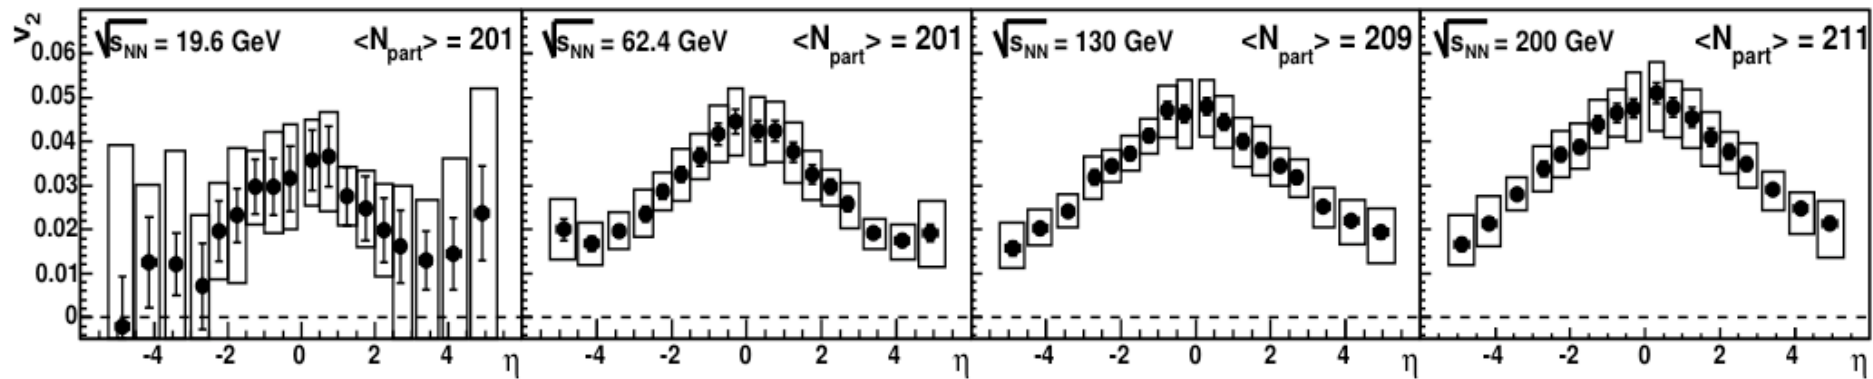 v₂
√sNN = 19.6 GeV <Npart> = 201
√sNN = 62.4 GeV <Npart> = 201
√sNN = 130 GeV <Npart> = 209
√sNN = 200 GeV <Npart> = 211
0.06
0.05
0.04
0.03
0.02
0.01
0
-4 -2 0 2 4 η
-4 -2 0 2 4 η
-4 -2 0 2 4 η
-4 -2 0 2 4 η